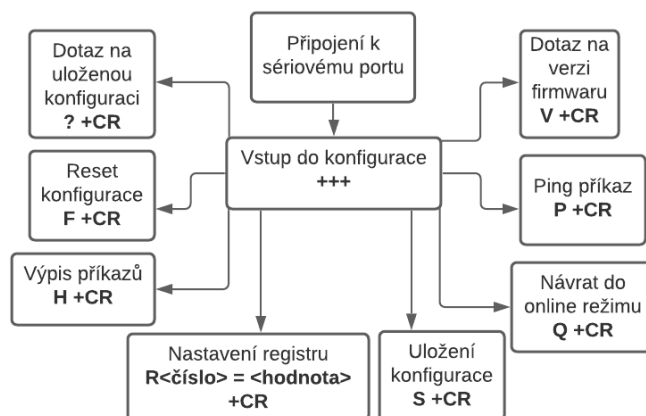 Dotaz na
uloženou
konfiguraci
? +CR
Připojení k
sériovému portu
Dotaz na
verzi
firmwaru
V +CR
Vstup do konfigurace
+++
Reset
konfigurace
F +CR
Ping příkaz
P +CR
Výpis příkazů
H +CR
Návrat do
online režimu
Q +CR
Nastavení registru
R<číslo> = <hodnota>
+CR
Uložení
konfigurace
S +CR